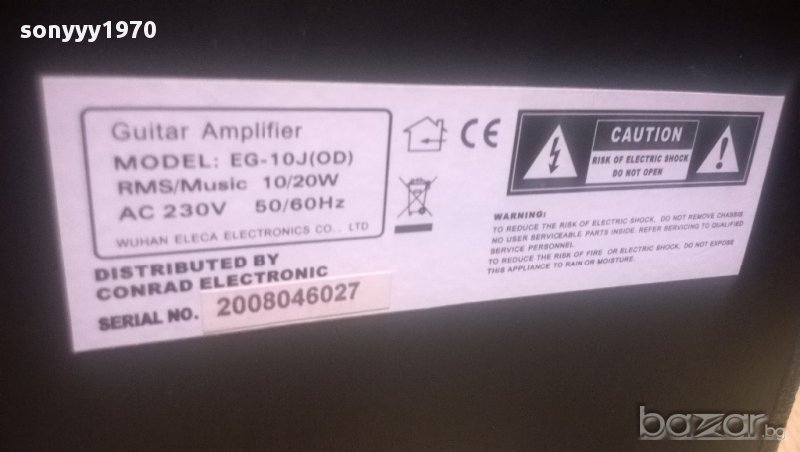 sonyyy1970
Guitar Amplifier
MODEL: EG-10J(OD)
RMS/Music 10/20W
AC 230V 50/60Hz
WUHAN ELECA ELECTRONICS CO., LTD
DISTRIBUTED BY
CONRAD ELECTRONIC
SERIAL NO. 2008046027
CE
CAUTION
RISK OF ELECTRIC SHOCK
DO NOT OPEN
WARNING:
TO REDUCE THE RISK OF ELECTRIC SHOCK, DO NOT REMOVE CHASSIS
NO USER SERVICEABLE PARTS INSIDE. REFER SERVICING TO QUALIFIED
SERVICE PERSONNEL.
TO REDUCE THE RISK OF FIRE OR ELECTRIC SHOCK, DO NOT EXPOSE
THIS APPLIANCE TO RAIN OR MOISTURE.
bazar.bg